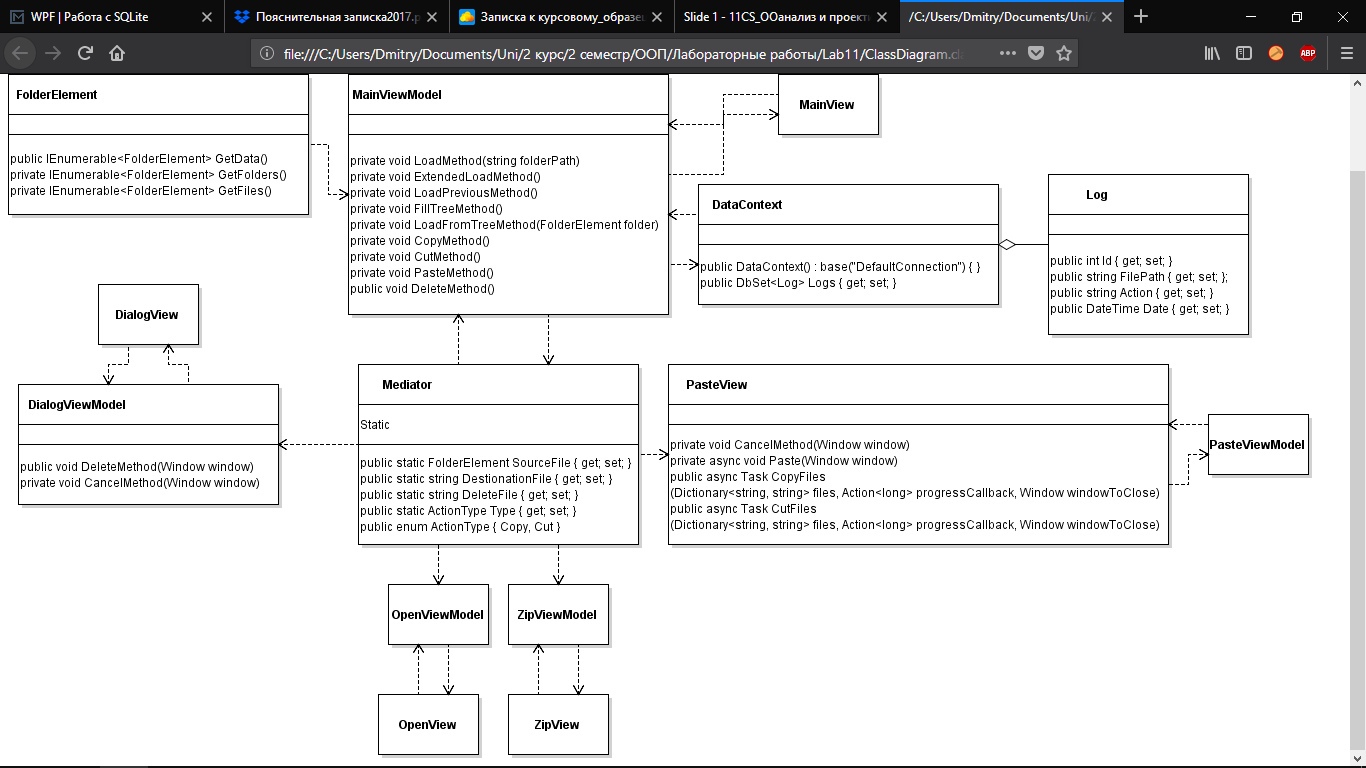 WPF | Работа с SQLite
Пояснительная записка2017.p
Записка к курсовому_образец
Slide 1 - 11CS_ООанализ и проекти
/C:/Users/Dmitry/Documents/Uni/2
file:///C:/Users/Dmitry/Documents/Uni/2 курс/2 семестр/ООП/Лабораторные работы/Lab11/ClassDiagram.cl
ABP
FolderElement
public IEnumerable<FolderElement> GetData()
private IEnumerable<FolderElement> GetFolders()
private IEnumerable<FolderElement> GetFiles()
MainViewModel
private void LoadMethod(string folderPath)
private void ExtendedLoadMethod()
private void LoadPreviousMethod()
private void FillTreeMethod()
private void LoadFromTreeMethod(FolderElement folder)
private void CopyMethod()
private void CutMethod()
private void PasteMethod()
public void DeleteMethod()
MainView
DataContext
public DataContext() : base("DefaultConnection") { }
public DbSet<Log> Logs { get; set; }
Log
public int Id { get; set; }
public string FilePath { get; set; };
public string Action { get; set; }
public DateTime Date { get; set; }
DialogView
DialogViewModel
public void DeleteMethod(Window window)
private void CancelMethod(Window window)
Mediator
Static
public static FolderElement SourceFile { get; set; }
public static string DestionationFile { get; set; }
public static string DeleteFile { get; set; }
public static ActionType Type { get; set; }
public enum ActionType { Copy, Cut }
PasteView
private void CancelMethod(Window window)
private async void Paste(Window window)
public async Task CopyFiles
(Dictionary<string, string> files, Action<long> progressCallback, Window windowToClose)
public async Task CutFiles
(Dictionary<string, string> files, Action<long> progressCallback, Window windowToClose)
PasteViewModel
OpenViewModel
ZipViewModel
OpenView
ZipView